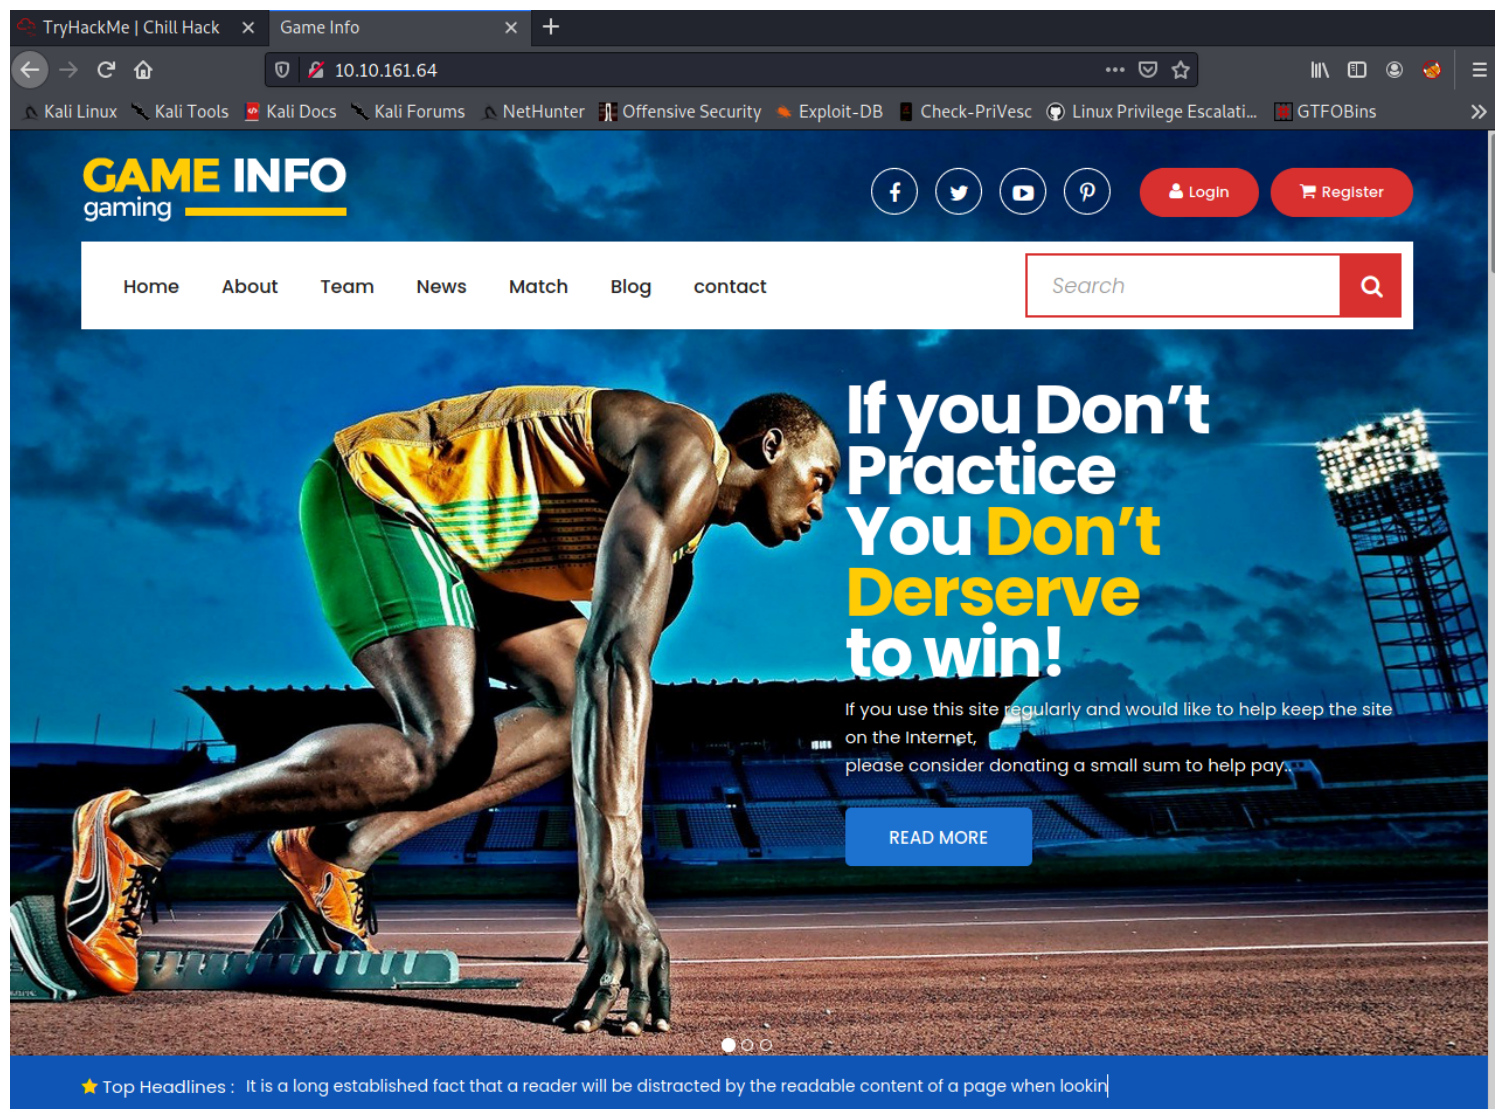 TryHackMe | Chill Hack
Game Info
10.10.161.64
Kali Linux Kali Tools Kali Docs Kali Forums NetHunter Offensive Security Exploit-DB Check-PriVesc Linux Privilege Escalati... GTFOBins
GAME INFO
gaming
Login Register
Home About Team News Match Blog contact
Search
If you Don’t
Practice
You Don’t
Derserve
to win!
If you use this site regularly and would like to help keep the site
on the Internet,
please consider donating a small sum to help pay..
READ MORE
Top Headlines : It is a long established fact that a reader will be distracted by the readable content of a page when lookin